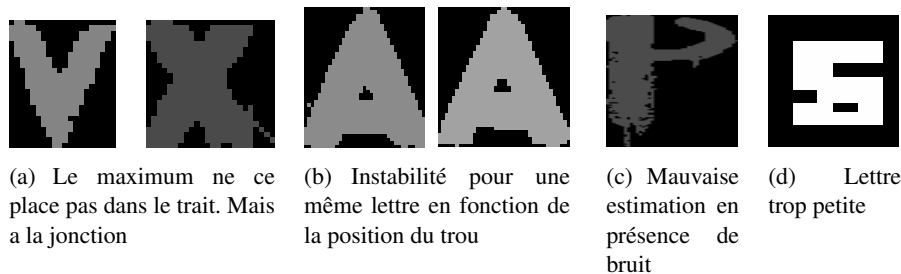 V X A A P S
(a) Le maximum ne ce
place pas dans le trait. Mais
a la jonction
(b) Instabilité pour une
même lettre en fonction de
la position du trou
(c) Mauvaise
estimation en
présence de
bruit
(d) Lettre
trop petite